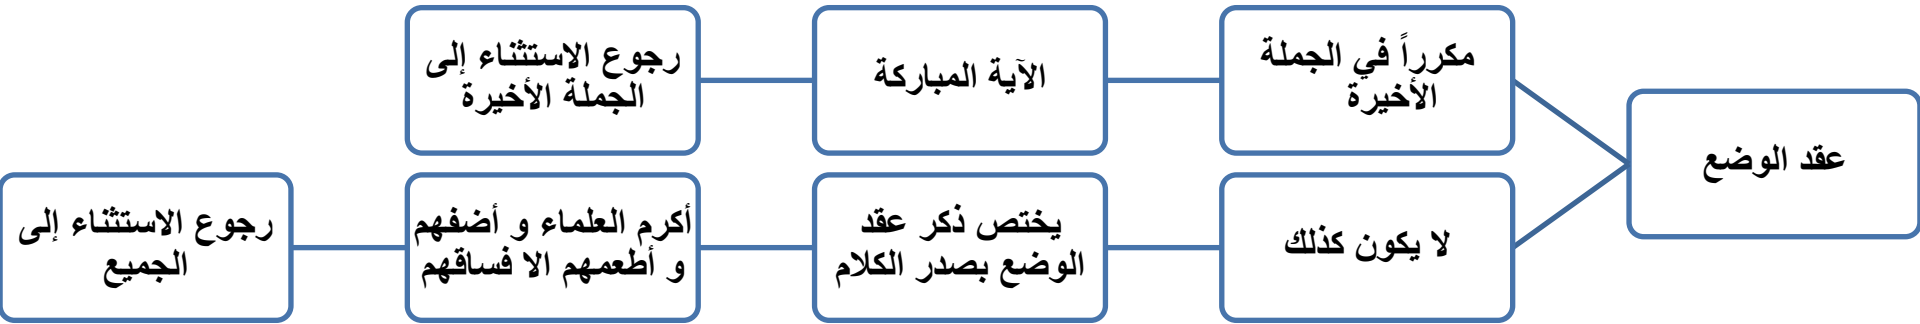 عقد الوضع
مكرراً في الجملة
الأخيرة
الآية المباركة
رجوع الاستثناء إلى
الجملة الأخيرة
لا يكون كذلك
يختص ذكر عقد
الوضع بصدر الكلام
أكرم العلماء و أضفهم
و أطعمهم الا فساقهم
رجوع الاستثناء إلى
الجميع